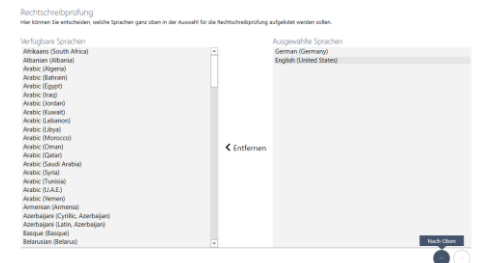 Rechtschreibprüfung
Hier können Sie entscheiden, welche Sprachen ganz oben in der Auswahl für die Rechtschreibprüfung aufgelistet werden sollen.
Verfügbare Sprachen
Afrikaans (South Africa)
Albanian (Albania)
Arabic (Algeria)
Arabic (Bahrain)
Arabic (Egypt)
Arabic (Iraq)
Arabic (Jordan)
Arabic (Kuwait)
Arabic (Lebanon)
Arabic (Libya)
Arabic (Morocco)
Arabic (Oman)
Arabic (Qatar)
Arabic (Saudi Arabia)
Arabic (Syria)
Arabic (Tunisia)
Arabic (U.A.E.)
Arabic (Yemen)
Armenian (Armenia)
Azerbaijani (Cyrillic, Azerbaijan)
Azerbaijani (Latin, Azerbaijan)
Basque (Basque)
Belarusian (Belarus)
Entfernen
Ausgewählte Sprachen
German (Germany)
English (United States)
Nach Oben